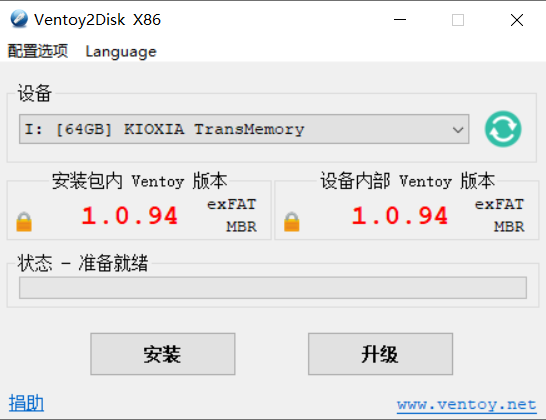 Ventoy2Disk X86
配置选项 Language
设备
I: [64GB] KIOXIA TransMemory
安装包内 Ventoy 版本
1.0.94
exFAT
MBR
设备内部 Ventoy 版本
1.0.94
exFAT
MBR
状态 - 准备就绪
安装 升级
捐助 www.ventoy.net